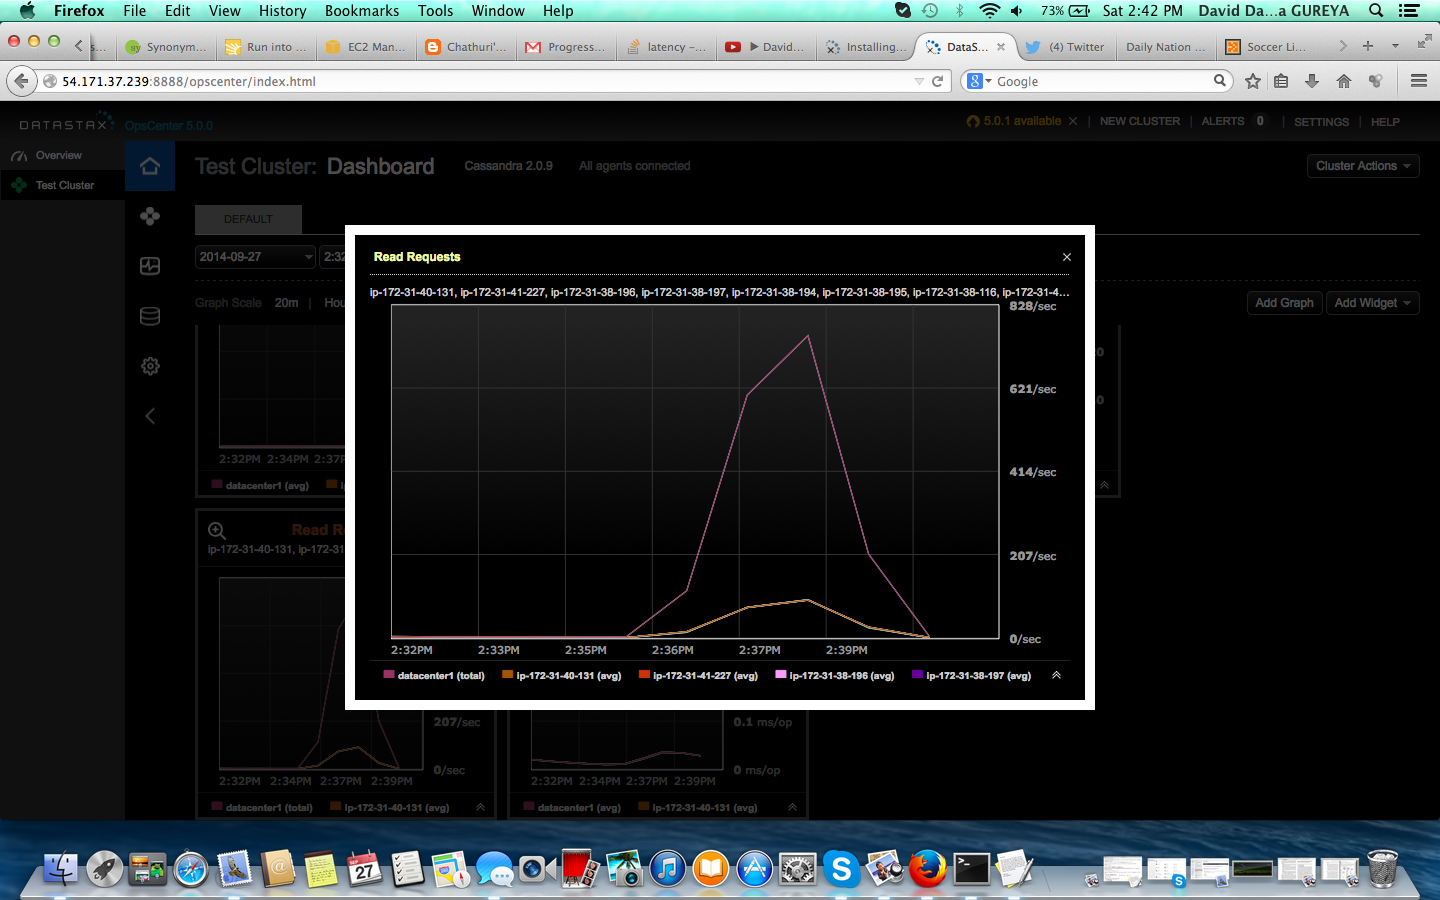 Firefox File Edit View History Bookmarks Tools Window Help 73% Sat 2:42 PM David Da...a GUREYA
s... Synonym... Run into ... EC2 Man... Chathuri'... Progress... latency -... David... Installing... DataS... (4) Twitter Daily Nation ... Soccer Li...
54.171.37.239:8888/opscenter/index.html Google
DATASTAX OpsCenter 5.0.0 5.0.1 available × | NEW CLUSTER | ALERTS 0 | SETTINGS | HELP
Overview
Test Cluster
Test Cluster: Dashboard Cassandra 2.0.9 All agents connected Cluster Actions
DEFAULT
2014-09-27 2:32
Graph Scale 20m | Hou
Add Graph Add Widget
Read Requests ×
ip-172-31-40-131, ip-172-31-41-227, ip-172-31-38-196, ip-172-31-38-197, ip-172-31-38-194, ip-172-31-38-195, ip-172-31-38-116, ip-172-31-4...
828/sec
621/sec
414/sec
207/sec
0/sec
2:32PM 2:33PM 2:35PM 2:36PM 2:37PM 2:39PM
datacenter1 (total) ip-172-31-40-131 (avg) ip-172-31-41-227 (avg) ip-172-31-38-196 (avg) ip-172-31-38-197 (avg)
2:32PM 2:34PM 2:37P
datacenter1 (avg)
Read R
ip-172-31-40-131, ip-172-31
207/sec
0/sec
2:32PM 2:34PM 2:37PM 2:39PM
datacenter1 (total) ip-172-31-40-131 (avg)
0.1 ms/op
0 ms/op
2:32PM 2:34PM 2:37PM 2:39PM
datacenter1 (avg) ip-172-31-40-131 (avg)
SEP
27